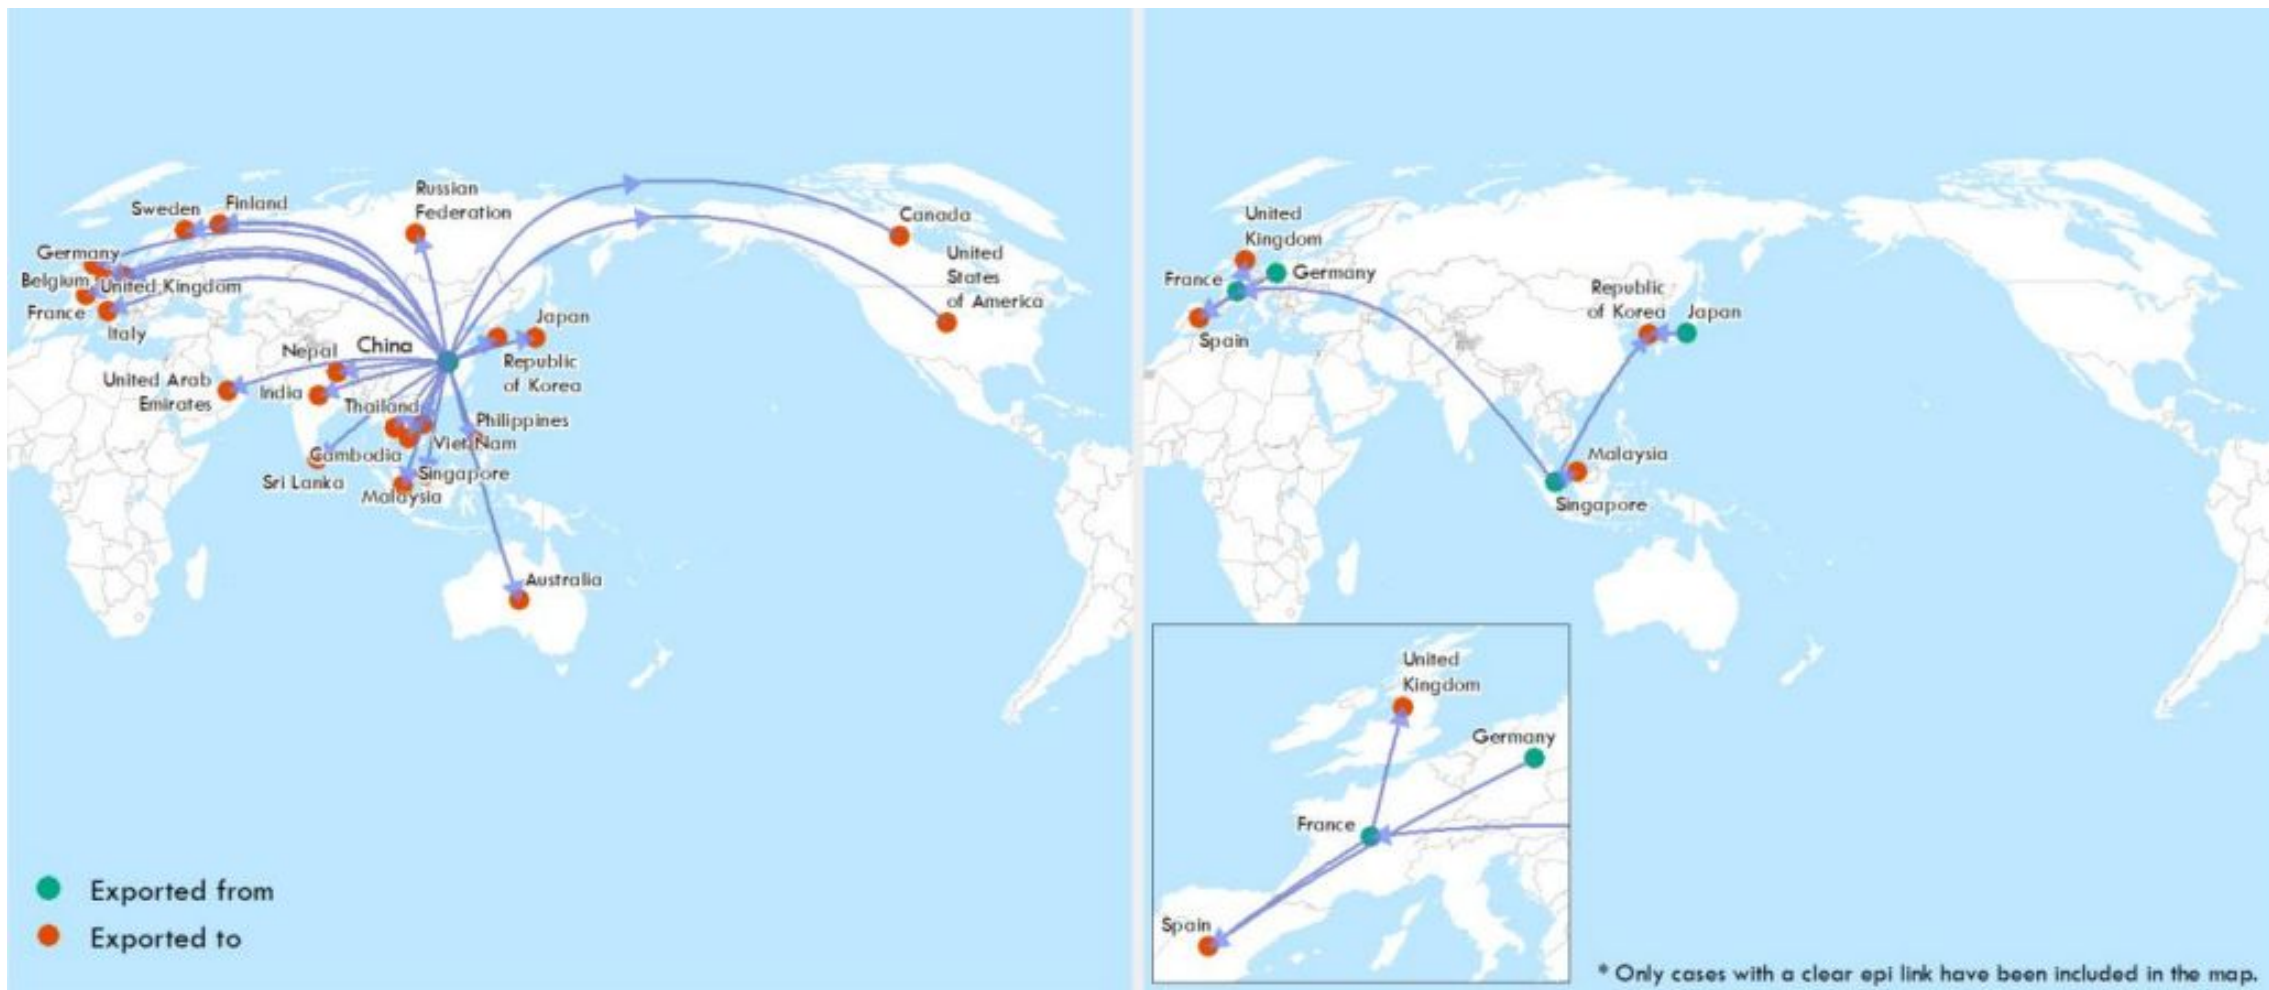 Russian
Federation
Sweden
Finland
Canada
Germany
United
States
of America
Belgium
United Kingdom
France
Italy
Japan
Nepal
China
Republic
of Korea
United Arab
Emirates
India
Thailand
Philippines
Viet Nam
Cambodia
Singapore
Sri Lanka
Malaysia
Australia
Exported from
Exported to
United
Kingdom
France
Germany
Spain
Republic
of Korea
Japan
Malaysia
Singapore
United
Kingdom
Germany
France
Spain
* Only cases with a clear epi link have been included in the map.